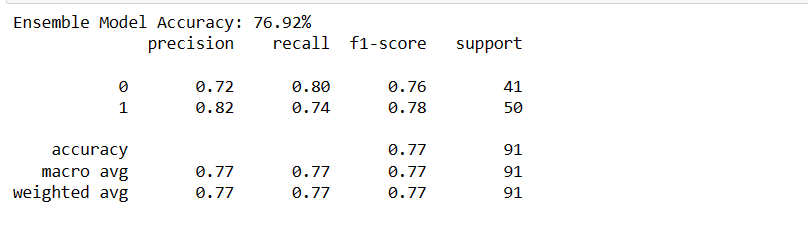 Ensemble Model Accuracy: 76.92%
precision recall f1-score support
0 0.72 0.80 0.76 41
1 0.82 0.74 0.78 50
accuracy 0.77 91
macro avg 0.77 0.77 0.77 91
weighted avg 0.77 0.77 0.77 91